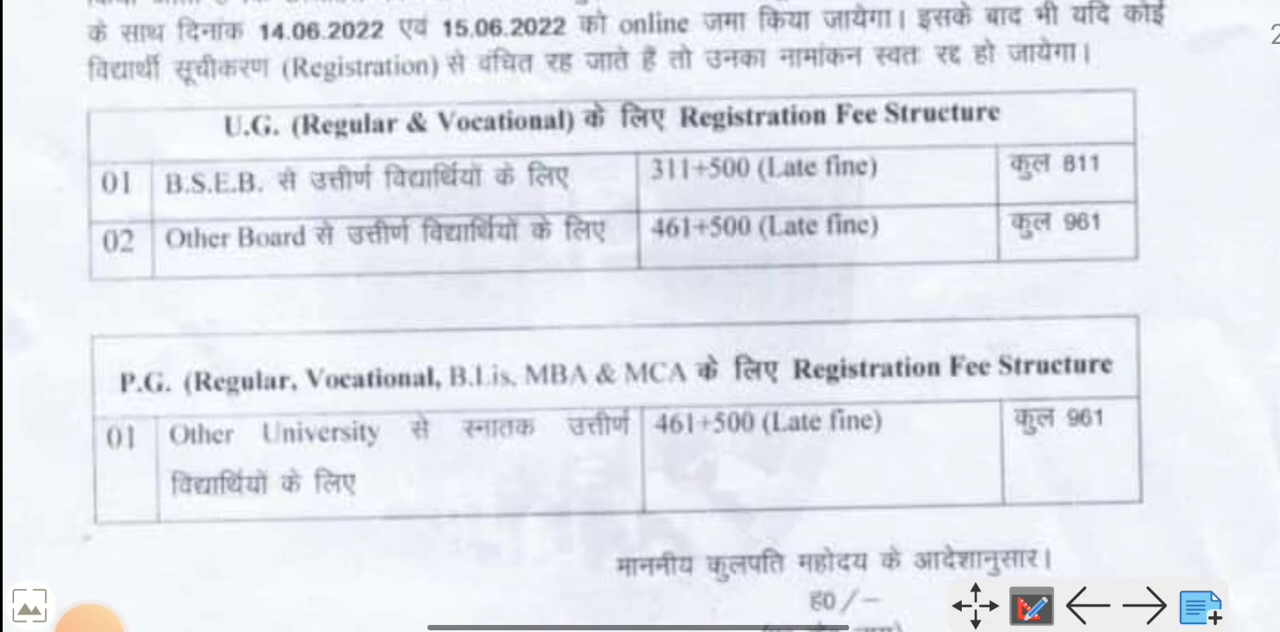 के साथ दिनांक 14.06.2022 एवं 15.06.2022 को online जमा किया जायेगा। इसके बाद भी यदि कोई
विद्यार्थी सूचीकरण (Registration) से वंचित रह जाते हैं तो उनका नामांकन स्वतः रद्द हो जायेगा।
U.G. (Regular & Vocational) के लिए Registration Fee Structure
01 B.S.E.B. से उत्तीर्ण विद्यार्थियों के लिए 311+500 (Late fine) कुल 811
02 Other Board से उत्तीर्ण विद्यार्थियों के लिए 461+500 (Late fine) कुल 961
P.G. (Regular, Vocational, B.Lis, MBA & MCA के लिए Registration Fee Structure
01 Other University से स्नातक उत्तीर्ण 461+500 (Late fine) कुल 961
विद्यार्थियों के लिए
माननीय कुलपति महोदय के आदेशानुसार।
ह0/-